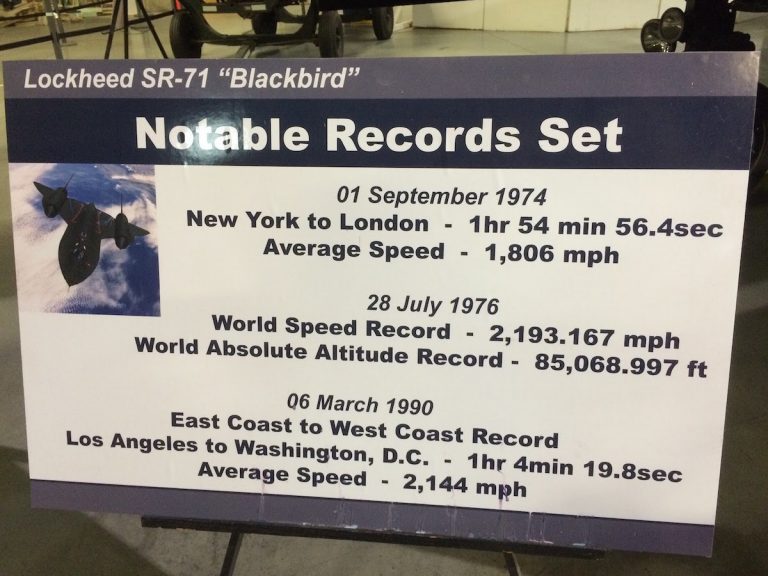 Lockheed SR-71 “Blackbird”
Notable Records Set
01 September 1974
New York to London - 1hr 54 min 56.4sec
Average Speed - 1,806 mph
28 July 1976
World Speed Record - 2,193.167 mph
World Absolute Altitude Record - 85,068.997 ft
06 March 1990
East Coast to West Coast Record
Los Angeles to Washington, D.C. - 1hr 4min 19.8sec
Average Speed - 2,144 mph